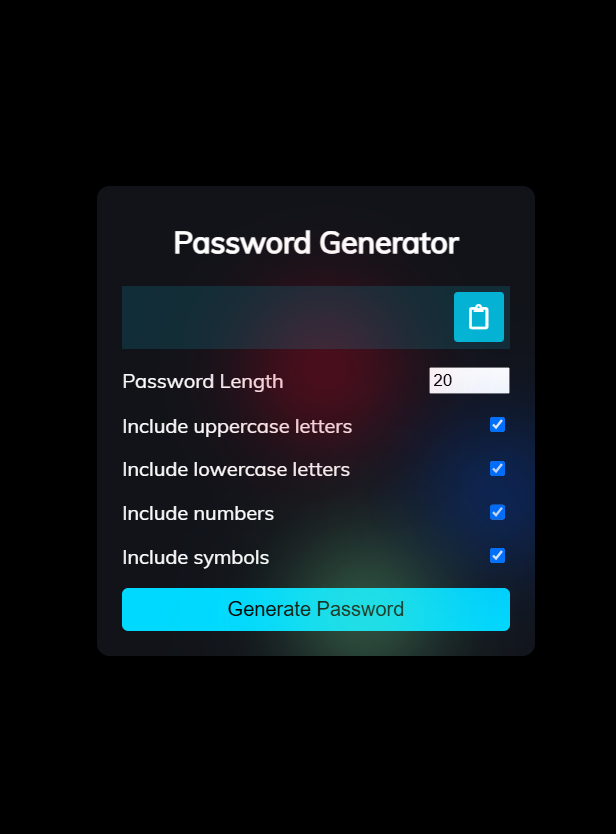 Password Generator
Password Length 20
Include uppercase letters
Include lowercase letters
Include numbers
Include symbols
Generate Password